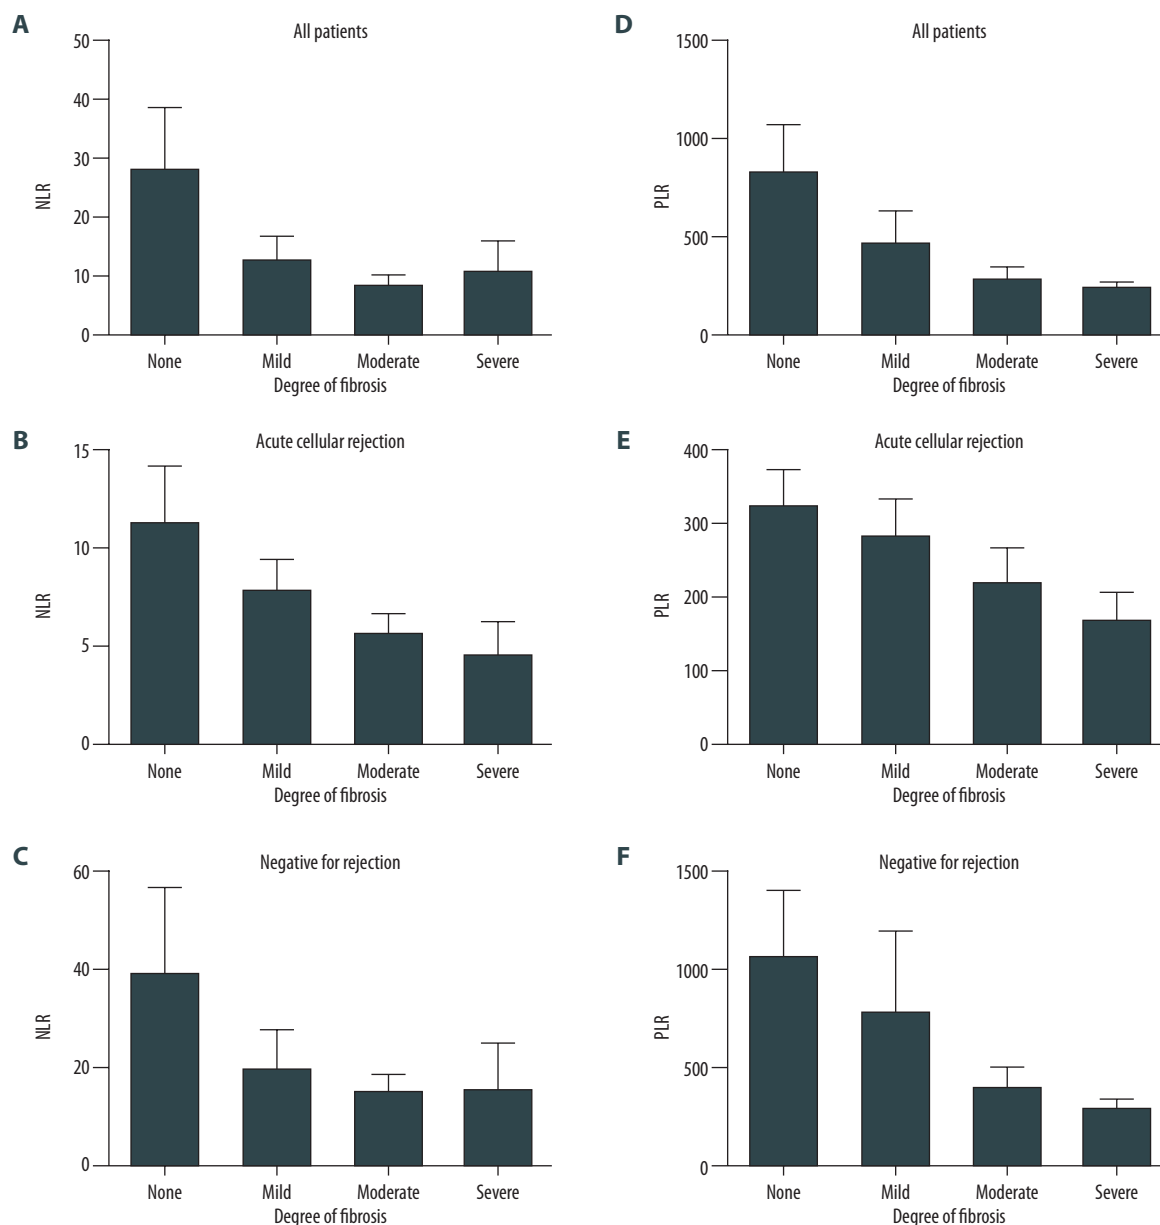 A
All patients
50
40
30
20
10
0
NLR
None Mild Moderate Severe
Degree of fibrosis
D
All patients
1500
1000
500
0
PLR
None Mild Moderate Severe
Degree of fibrosis
B
Acute cellular rejection
15
10
5
0
NLR
None Mild Moderate Severe
Degree of fibrosis
E
Acute cellular rejection
400
300
200
100
0
PLR
None Mild Moderate Severe
Degree of fibrosis
C
Negative for rejection
60
40
20
0
NLR
None Mild Moderate Severe
Degree of fibrosis
F
Negative for rejection
1500
1000
500
0
PLR
None Mild Moderate Severe
Degree of fibrosis